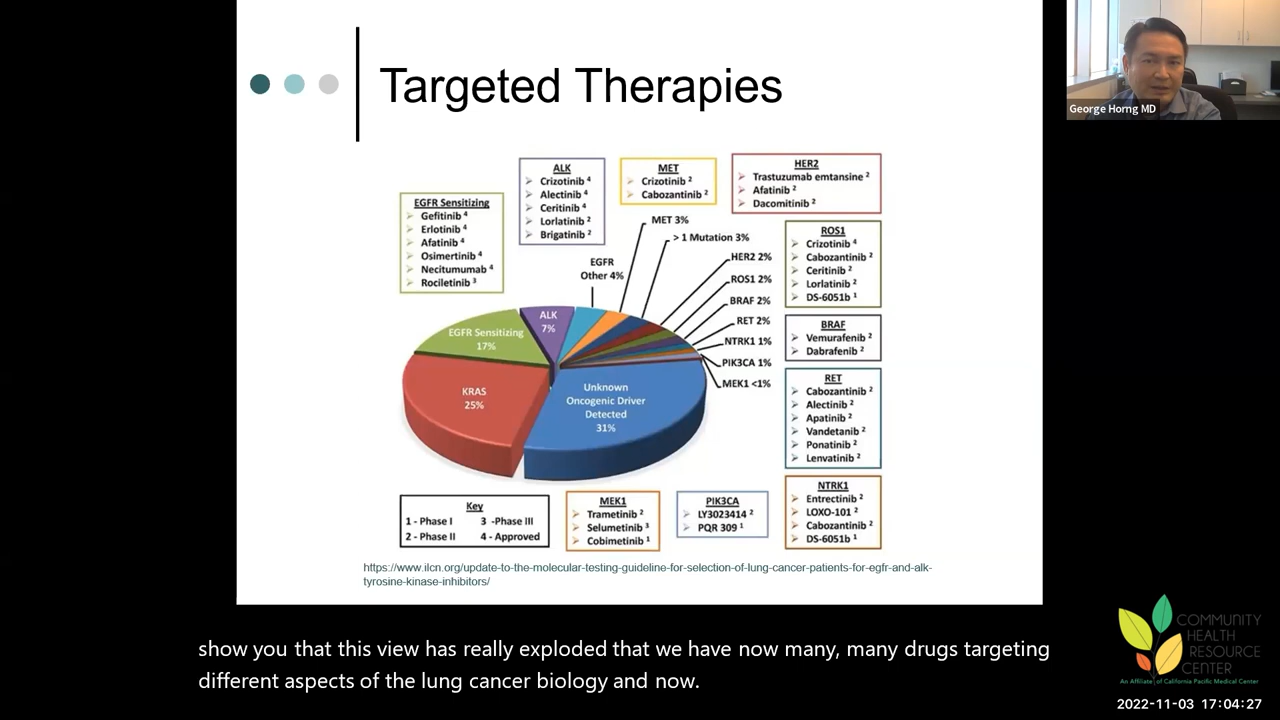 Targeted Therapies
George Horng MD
ALK
➢ Crizotinib 4
➢ Alectinib 4
➢ Ceritinib 4
➢ Lorlatinib 2
➢ Brigatinib 2
MET
➢ Crizotinib 2
➢ Cabozantinib 2
HER2
➢ Trastuzumab emtansine 2
➢ Afatinib 2
➢ Dacomitinib 2
EGFR Sensitizing
➢ Gefitinib 4
➢ Erlotinib 4
➢ Afatinib 4
➢ Osimertinib 4
➢ Necitumumab 4
➢ Rociletinib 3
ROS1
➢ Crizotinib 4
➢ Cabozantinib 2
➢ Ceritinib 2
➢ Lorlatinib 2
➢ DS-6051b 1
BRAF
➢ Vemurafenib 2
➢ Dabrafenib 2
RET
➢ Cabozantinib 2
➢ Alectinib 2
➢ Apatinib 2
➢ Vandetanib 2
➢ Ponatinib 2
➢ Lenvatinib 2
NTRK1
➢ Entrectinib 2
➢ LOXO-101 2
➢ Cabozantinib 2
➢ DS-6051b 1
MET 3%
> 1 Mutation 3%
HER2 2%
ROS1 2%
BRAF 2%
RET 2%
NTRK1 1%
PIK3CA 1%
MEK1 <1%
EGFR
Other 4%
ALK
7%
EGFR Sensitizing
17%
KRAS
25%
Unknown
Oncogenic Driver
Detected
31%
Key
1 - Phase I 3 -Phase III
2 - Phase II 4 - Approved
MEK1
➢ Trametinib 2
➢ Selumetinib 3
➢ Cobimetinib 1
PIK3CA
➢ LY3023414 2
➢ PQR 309 1
https://www.ilcn.org/update-to-the-molecular-testing-guideline-for-selection-of-lung-cancer-patients-for-egfr-and-alk-
tyrosine-kinase-inhibitors/
show you that this view has really exploded that we have now many, many drugs targeting
different aspects of the lung cancer biology and now.
COMMUNITY
HEALTH
RESOURCE
CENTER
An Affiliate of California Pacific Medical Center
2022-11-03 17:04:27